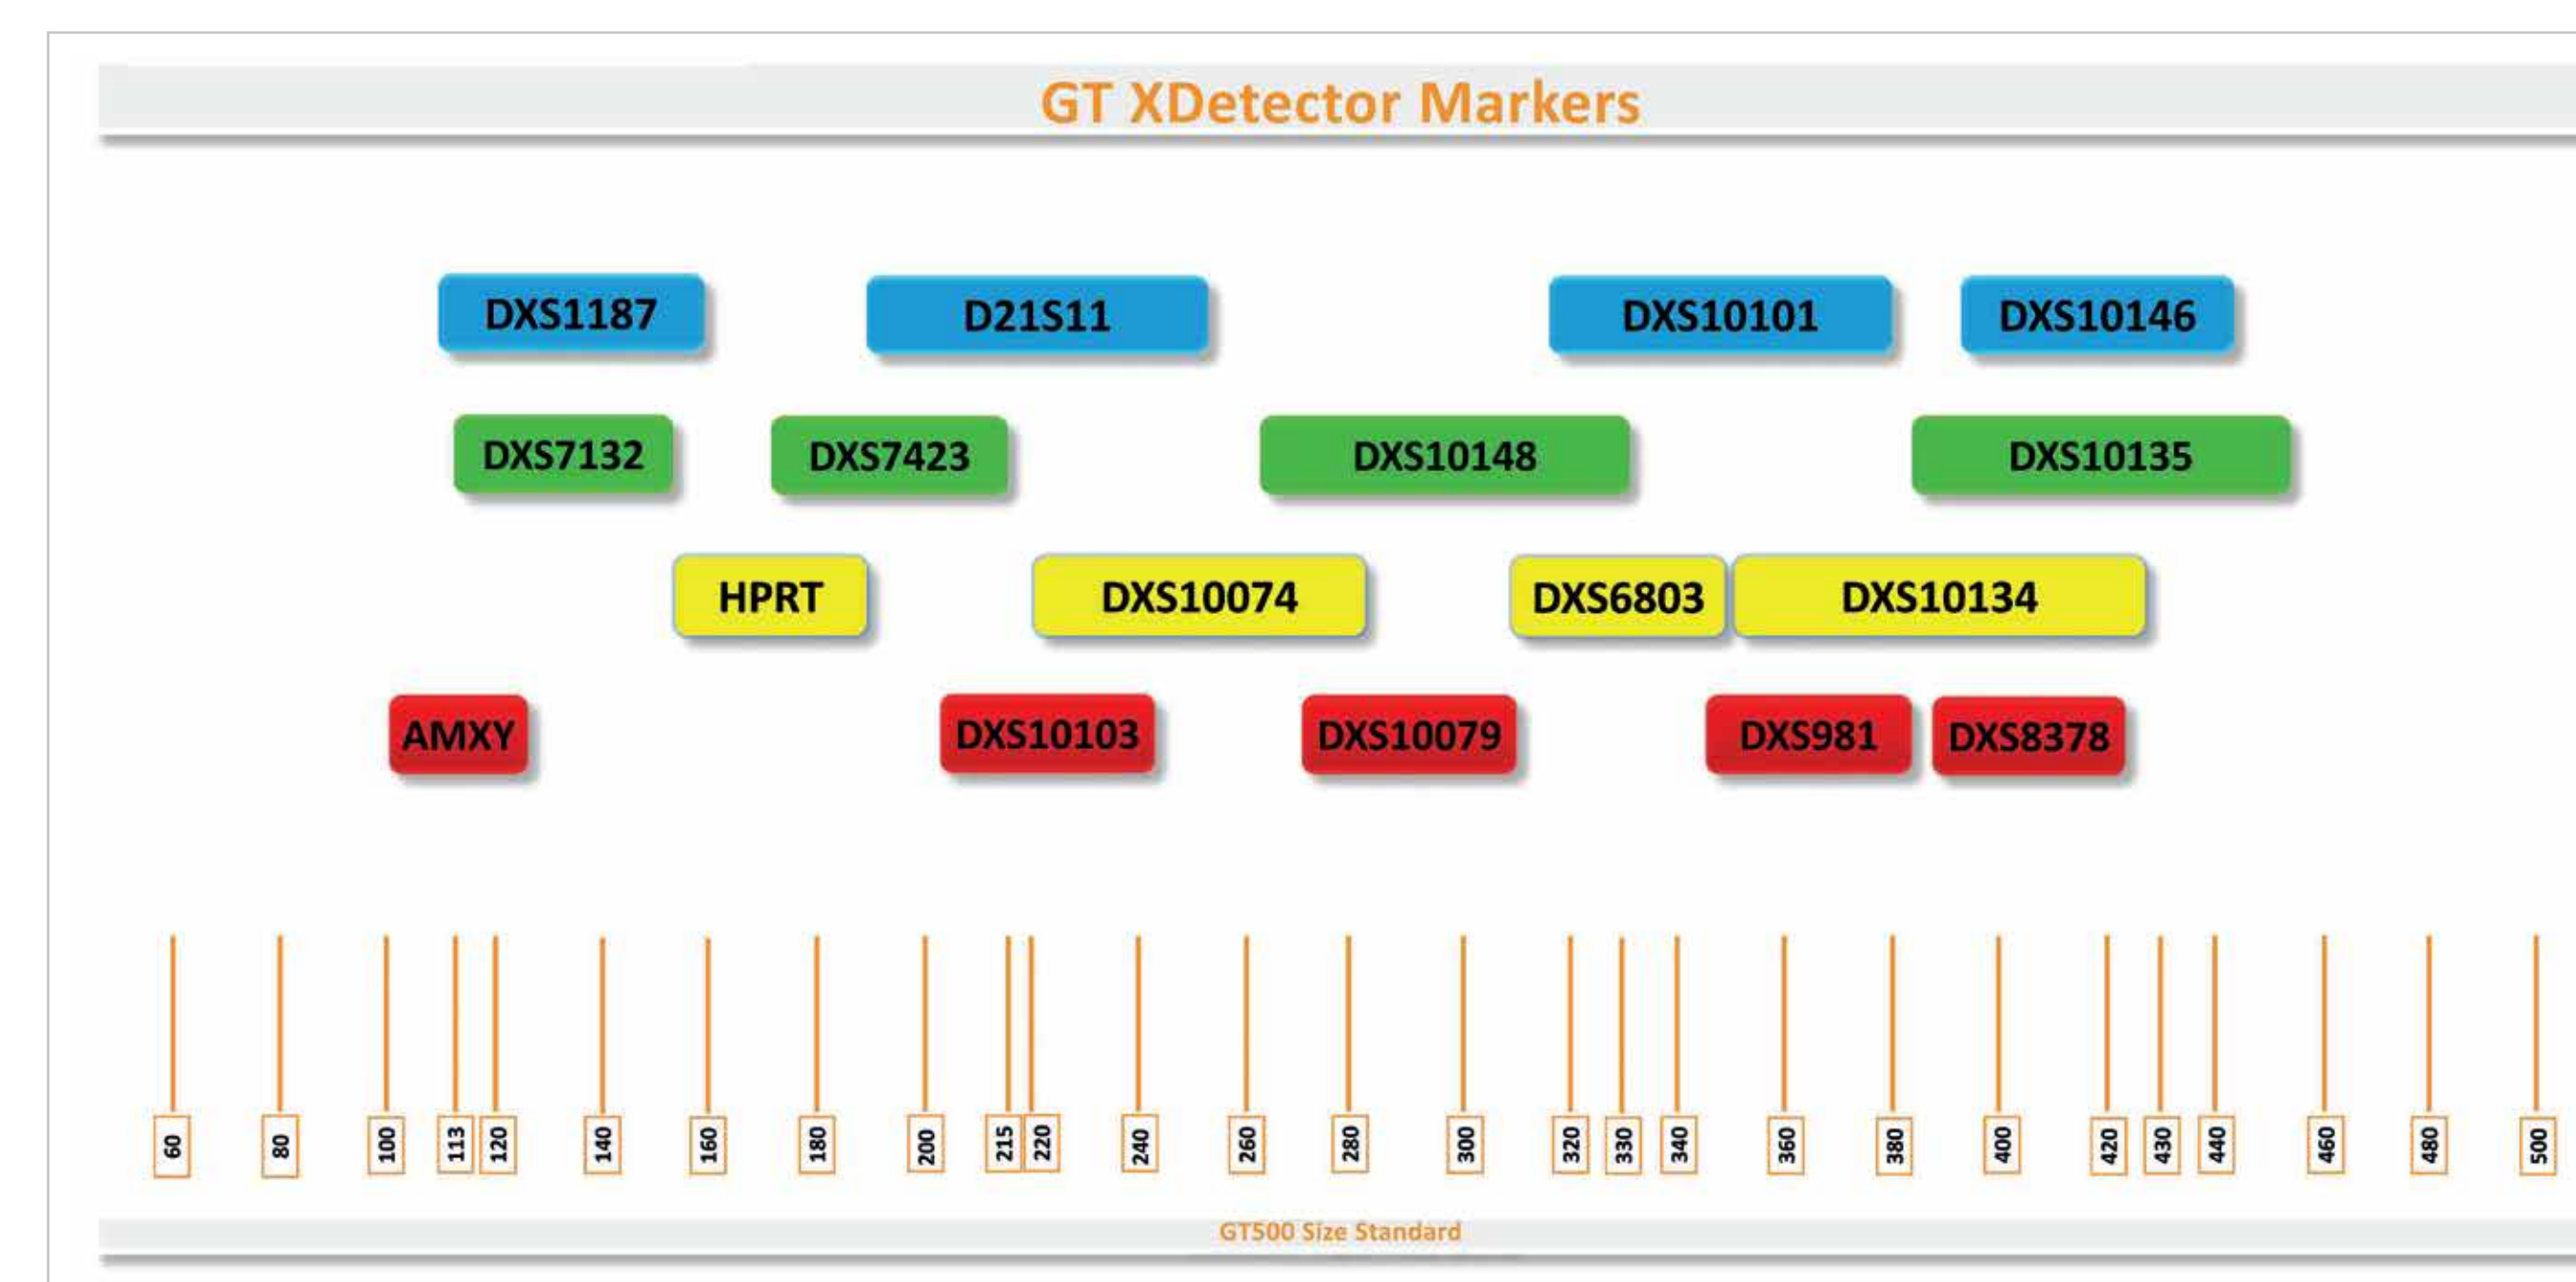 GT XDetector Markers
DXS1187 D21S11 DXS10101 DXS10146
DXS7132 DXS7423 DXS10148 DXS10135
HPRT DXS10074 DXS6803 DXS10134
AMXY DXS10103 DXS10079 DXS981 DXS8378
60 80 100 113 120 140 160 180 200 215 220 240 260 280 300 320 330 340 360 380 400 420 430 440 460 480 500
GT500 Size Standard